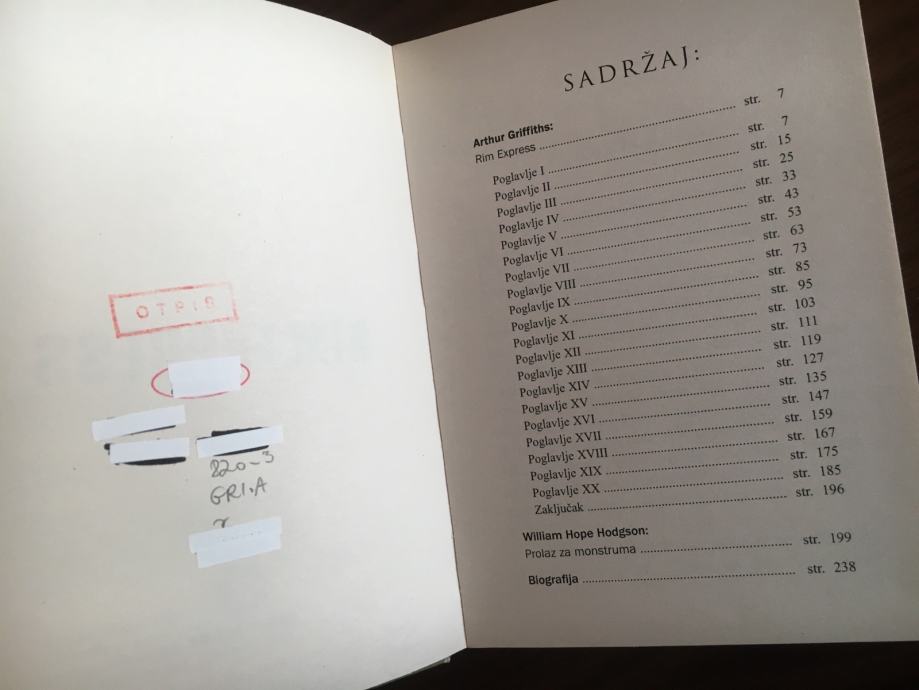 OTPIS
820-3
GRI.A
SADRŽAJ:
Arthur Griffiths:
Rim Express ........ str. 7
Poglavlje I ........ str. 7
Poglavlje II ........ str. 15
Poglavlje III ........ str. 25
Poglavlje IV ........ str. 33
Poglavlje V ........ str. 43
Poglavlje VI ........ str. 53
Poglavlje VII ........ str. 63
Poglavlje VIII ........ str. 73
Poglavlje IX ........ str. 85
Poglavlje X ........ str. 95
Poglavlje XI ........ str. 103
Poglavlje XII ........ str. 111
Poglavlje XIII ........ str. 119
Poglavlje XIV ........ str. 127
Poglavlje XV ........ str. 135
Poglavlje XVI ........ str. 147
Poglavlje XVII ........ str. 159
Poglavlje XVIII ........ str. 167
Poglavlje XIX ........ str. 175
Poglavlje XX ........ str. 185
Zaključak ........ str. 196
William Hope Hodgson:
Prolaz za monstruma ........ str. 199
Biografija ........ str. 238